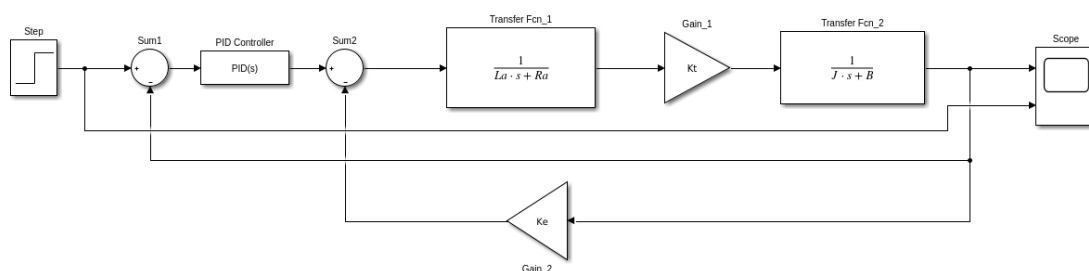 Step
Sum1
+
−
PID Controller
PID(s)
Sum2
+
−
Transfer Fcn_1
1
La · s + Ra
Gain_1
Kt
Transfer Fcn_2
1
J · s + B
Scope
Ke
Gain_2